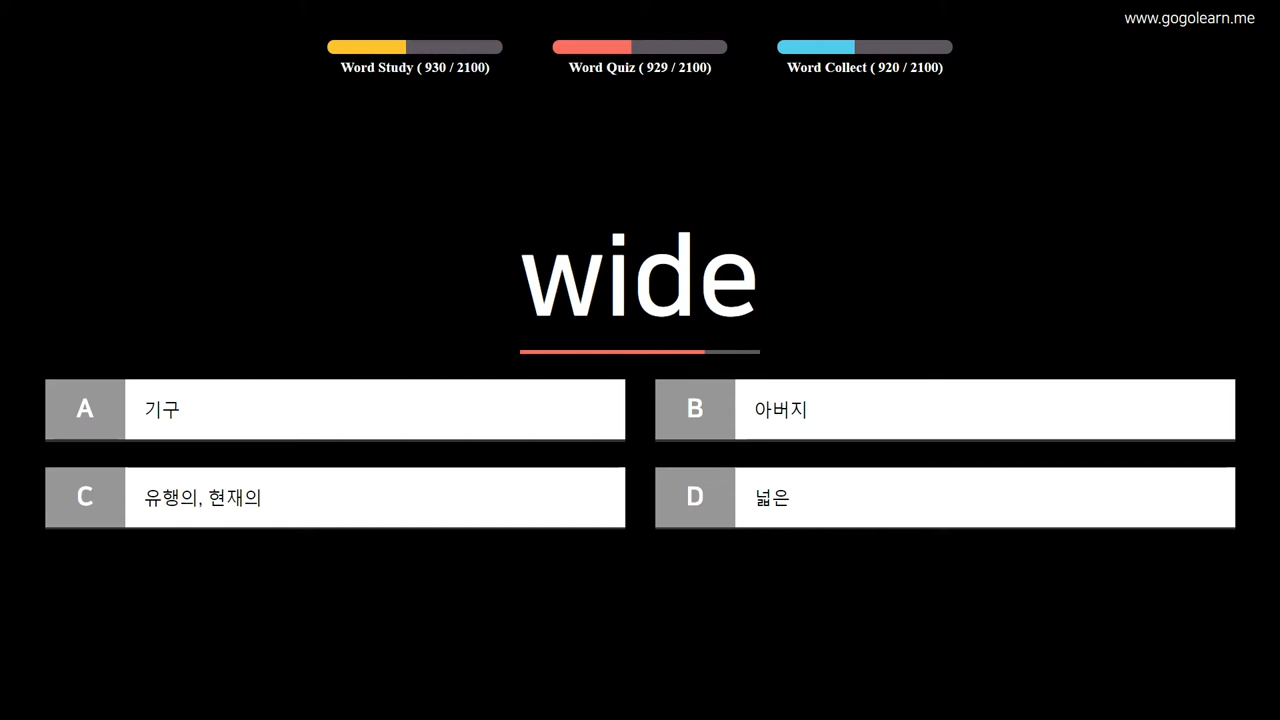 www.gogolearn.me
Word Study ( 930 / 2100)
Word Quiz ( 929 / 2100)
Word Collect ( 920 / 2100)
wide
A 기구
B 아버지
C 유행의, 현재의
D 넓은